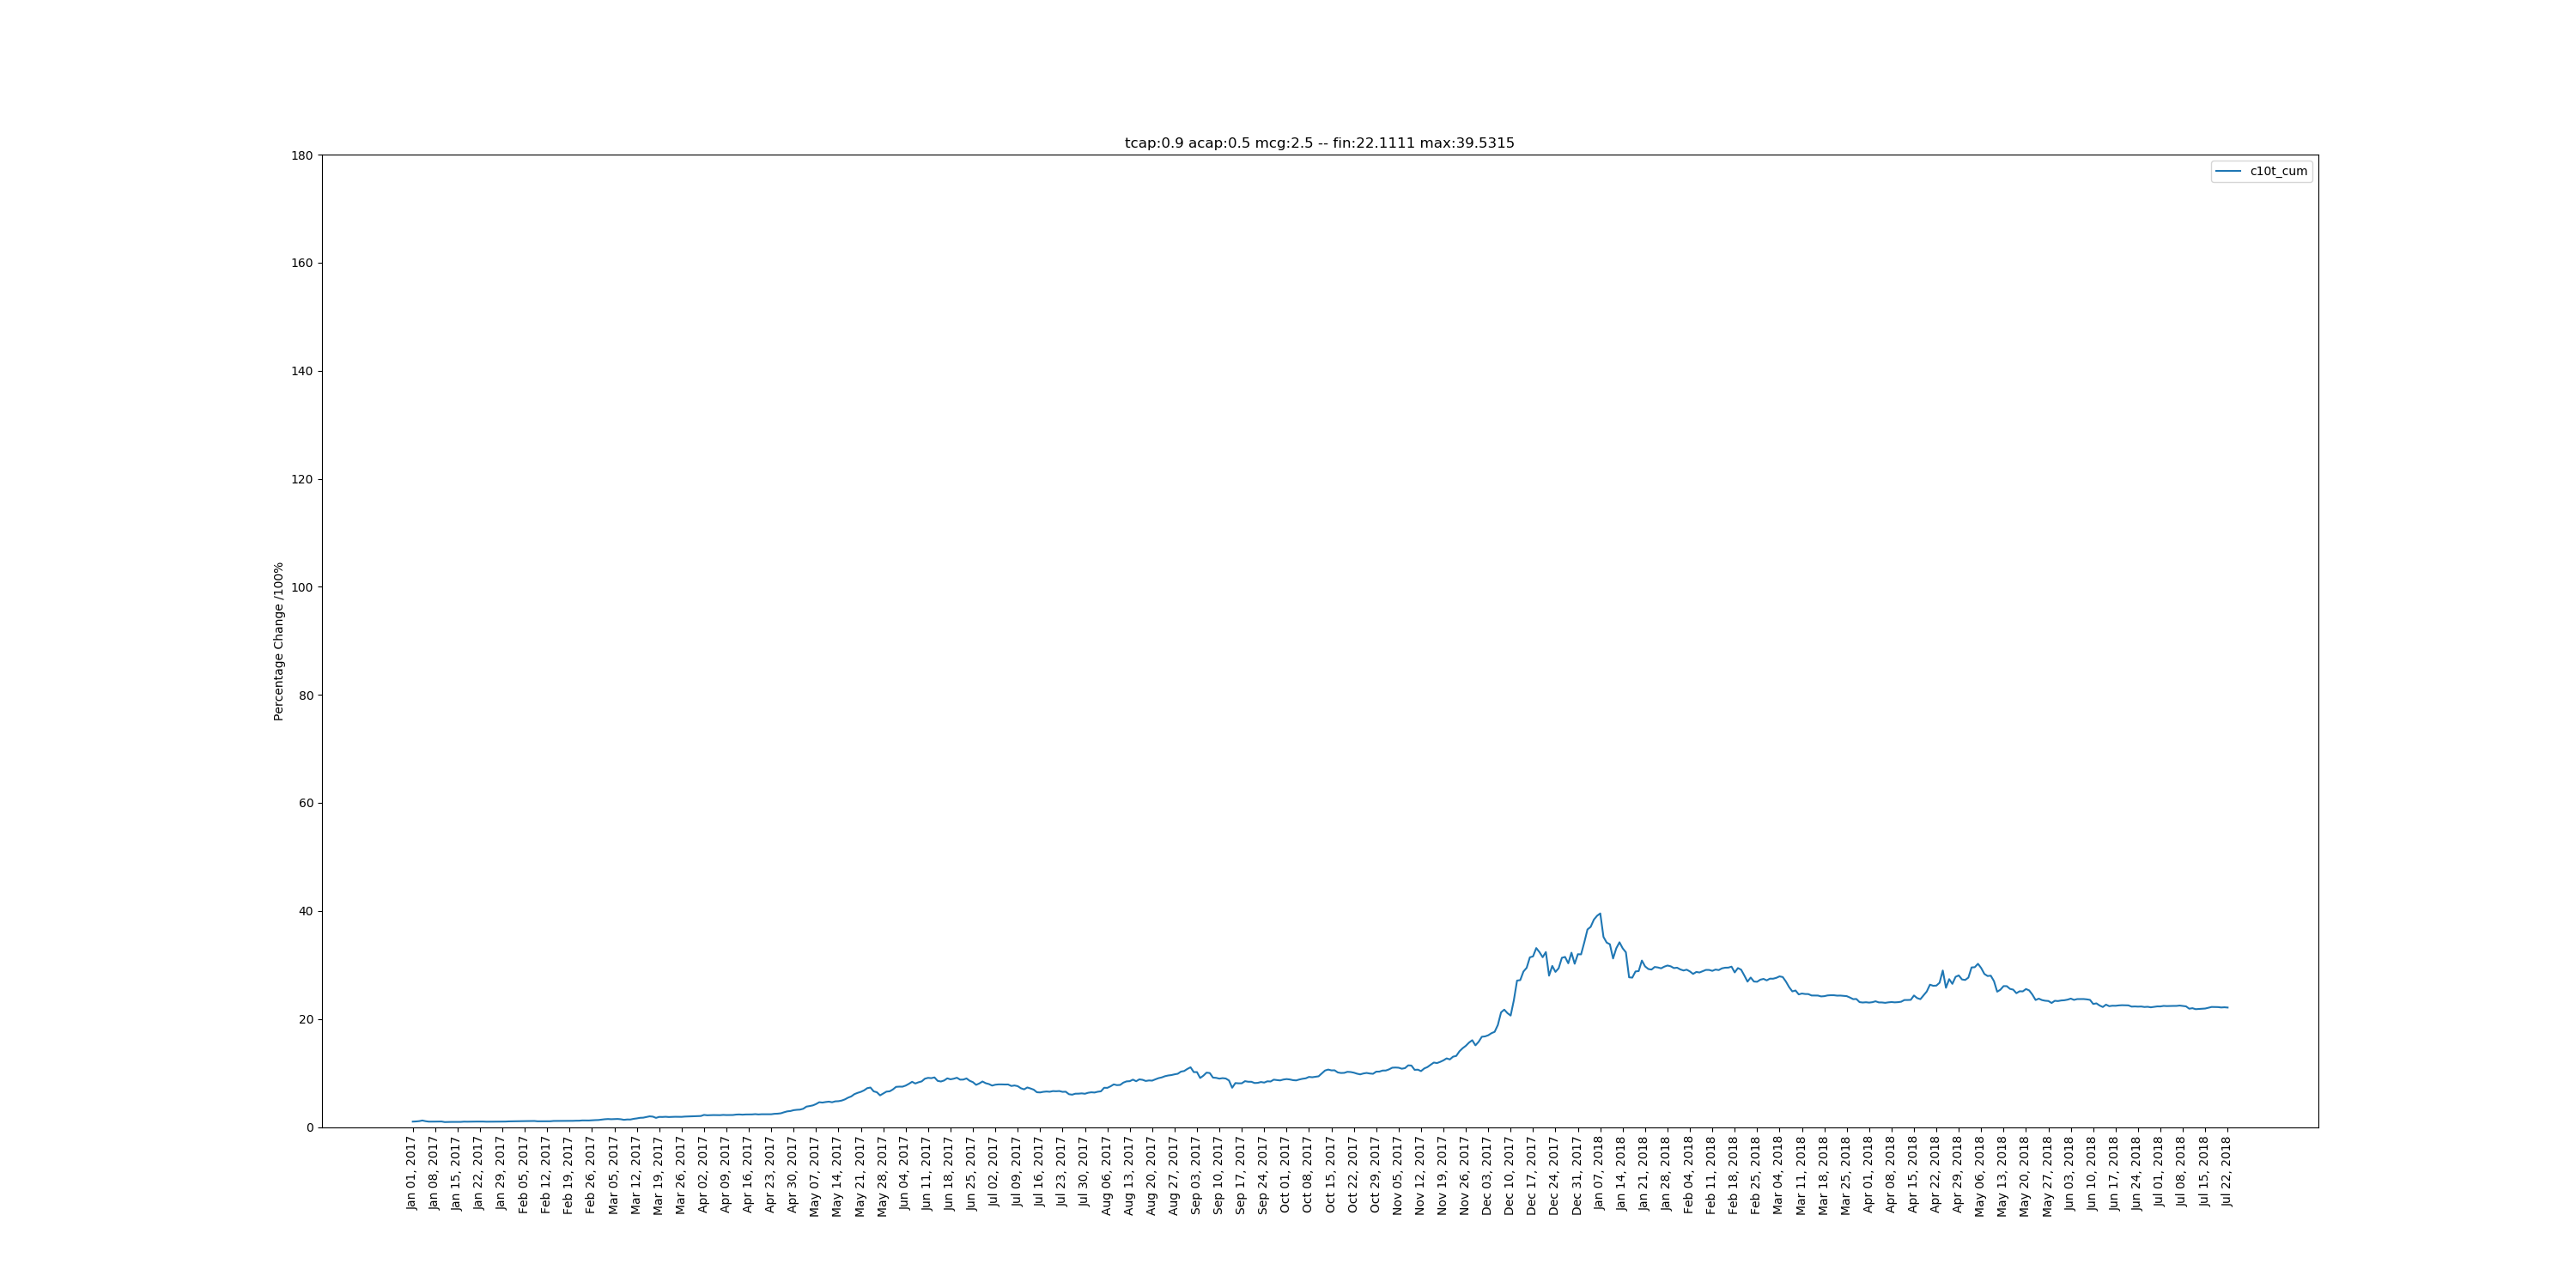 tcap:0.9 acap:0.5 mcg:2.5 -- fin:22.1111 max:39.5315
c10t_cum
Percentage Change /100%
180
160
140
120
100
80
60
40
20
0
Jan 01, 2017
Jan 08, 2017
Jan 15, 2017
Jan 22, 2017
Jan 29, 2017
Feb 05, 2017
Feb 12, 2017
Feb 19, 2017
Feb 26, 2017
Mar 05, 2017
Mar 12, 2017
Mar 19, 2017
Mar 26, 2017
Apr 02, 2017
Apr 09, 2017
Apr 16, 2017
Apr 23, 2017
Apr 30, 2017
May 07, 2017
May 14, 2017
May 21, 2017
May 28, 2017
Jun 04, 2017
Jun 11, 2017
Jun 18, 2017
Jun 25, 2017
Jul 02, 2017
Jul 09, 2017
Jul 16, 2017
Jul 23, 2017
Jul 30, 2017
Aug 06, 2017
Aug 13, 2017
Aug 20, 2017
Aug 27, 2017
Sep 03, 2017
Sep 10, 2017
Sep 17, 2017
Sep 24, 2017
Oct 01, 2017
Oct 08, 2017
Oct 15, 2017
Oct 22, 2017
Oct 29, 2017
Nov 05, 2017
Nov 12, 2017
Nov 19, 2017
Nov 26, 2017
Dec 03, 2017
Dec 10, 2017
Dec 17, 2017
Dec 24, 2017
Dec 31, 2017
Jan 07, 2018
Jan 14, 2018
Jan 21, 2018
Jan 28, 2018
Feb 04, 2018
Feb 11, 2018
Feb 18, 2018
Feb 25, 2018
Mar 04, 2018
Mar 11, 2018
Mar 18, 2018
Mar 25, 2018
Apr 01, 2018
Apr 08, 2018
Apr 15, 2018
Apr 22, 2018
Apr 29, 2018
May 06, 2018
May 13, 2018
May 20, 2018
May 27, 2018
Jun 03, 2018
Jun 10, 2018
Jun 17, 2018
Jun 24, 2018
Jul 01, 2018
Jul 08, 2018
Jul 15, 2018
Jul 22, 2018